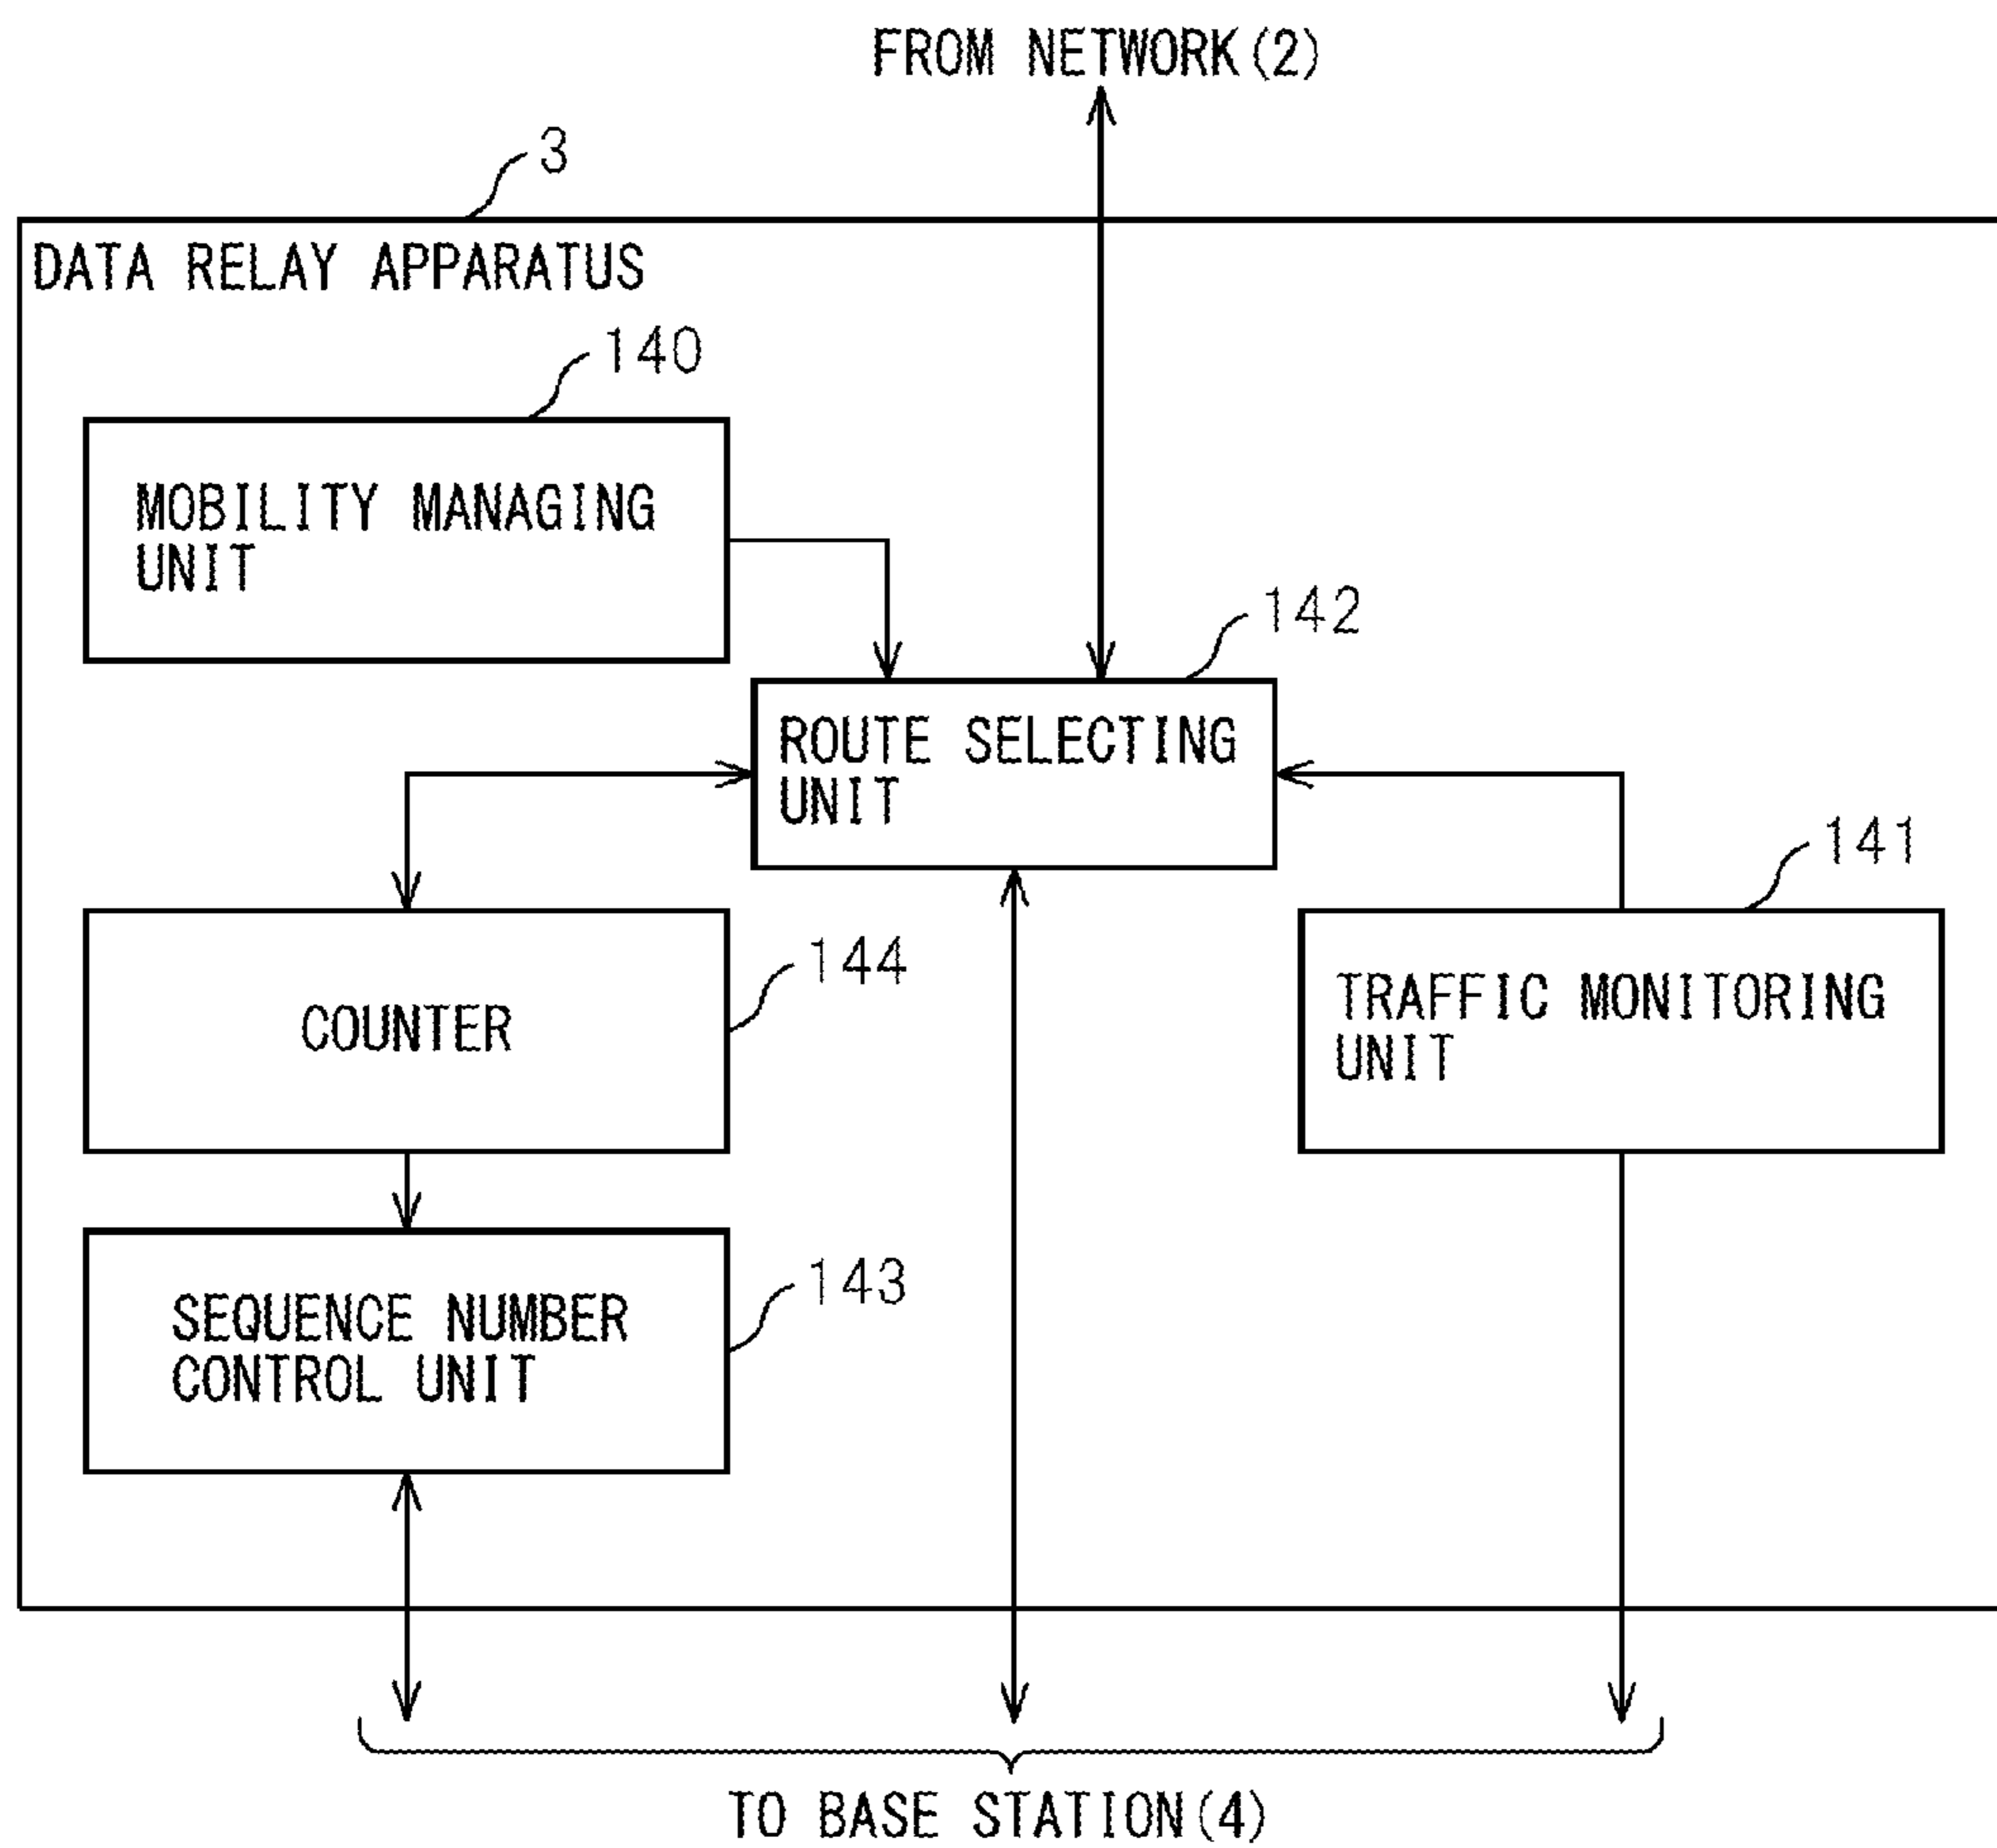 FROM NETWORK(2)
3
DATA RELAY APPARATUS
140
MOBILITY MANAGING
UNIT
142
ROUTE SELECTING
UNIT
141
144
COUNTER
TRAFFIC MONITORING
UNIT
143
SEQUENCE NUMBER
CONTROL UNIT
TO BASE STATION(4)